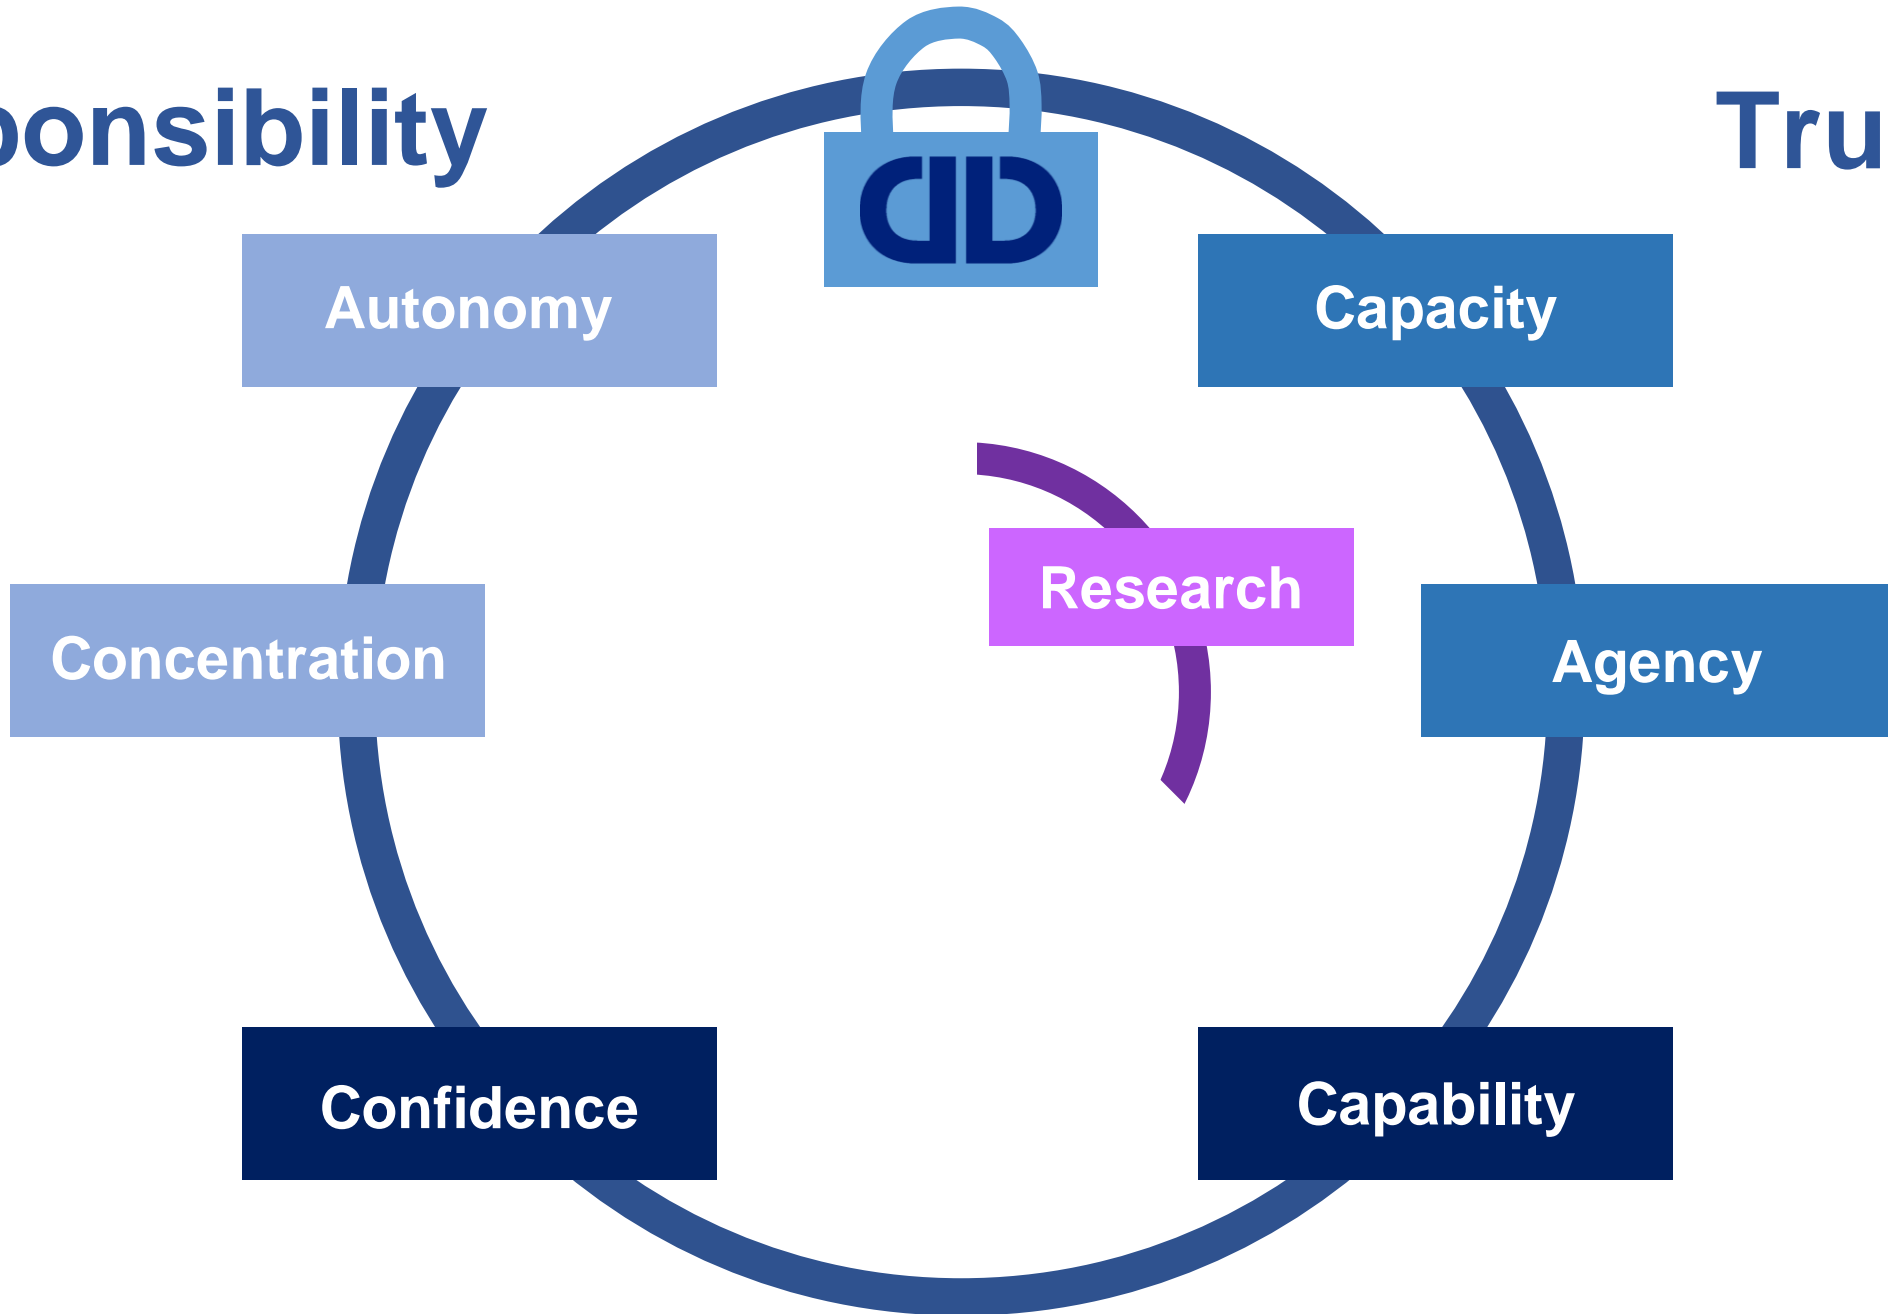 ponsibility
Tru
Autonomy
Capacity
Research
Concentration
Agency
Confidence
Capability